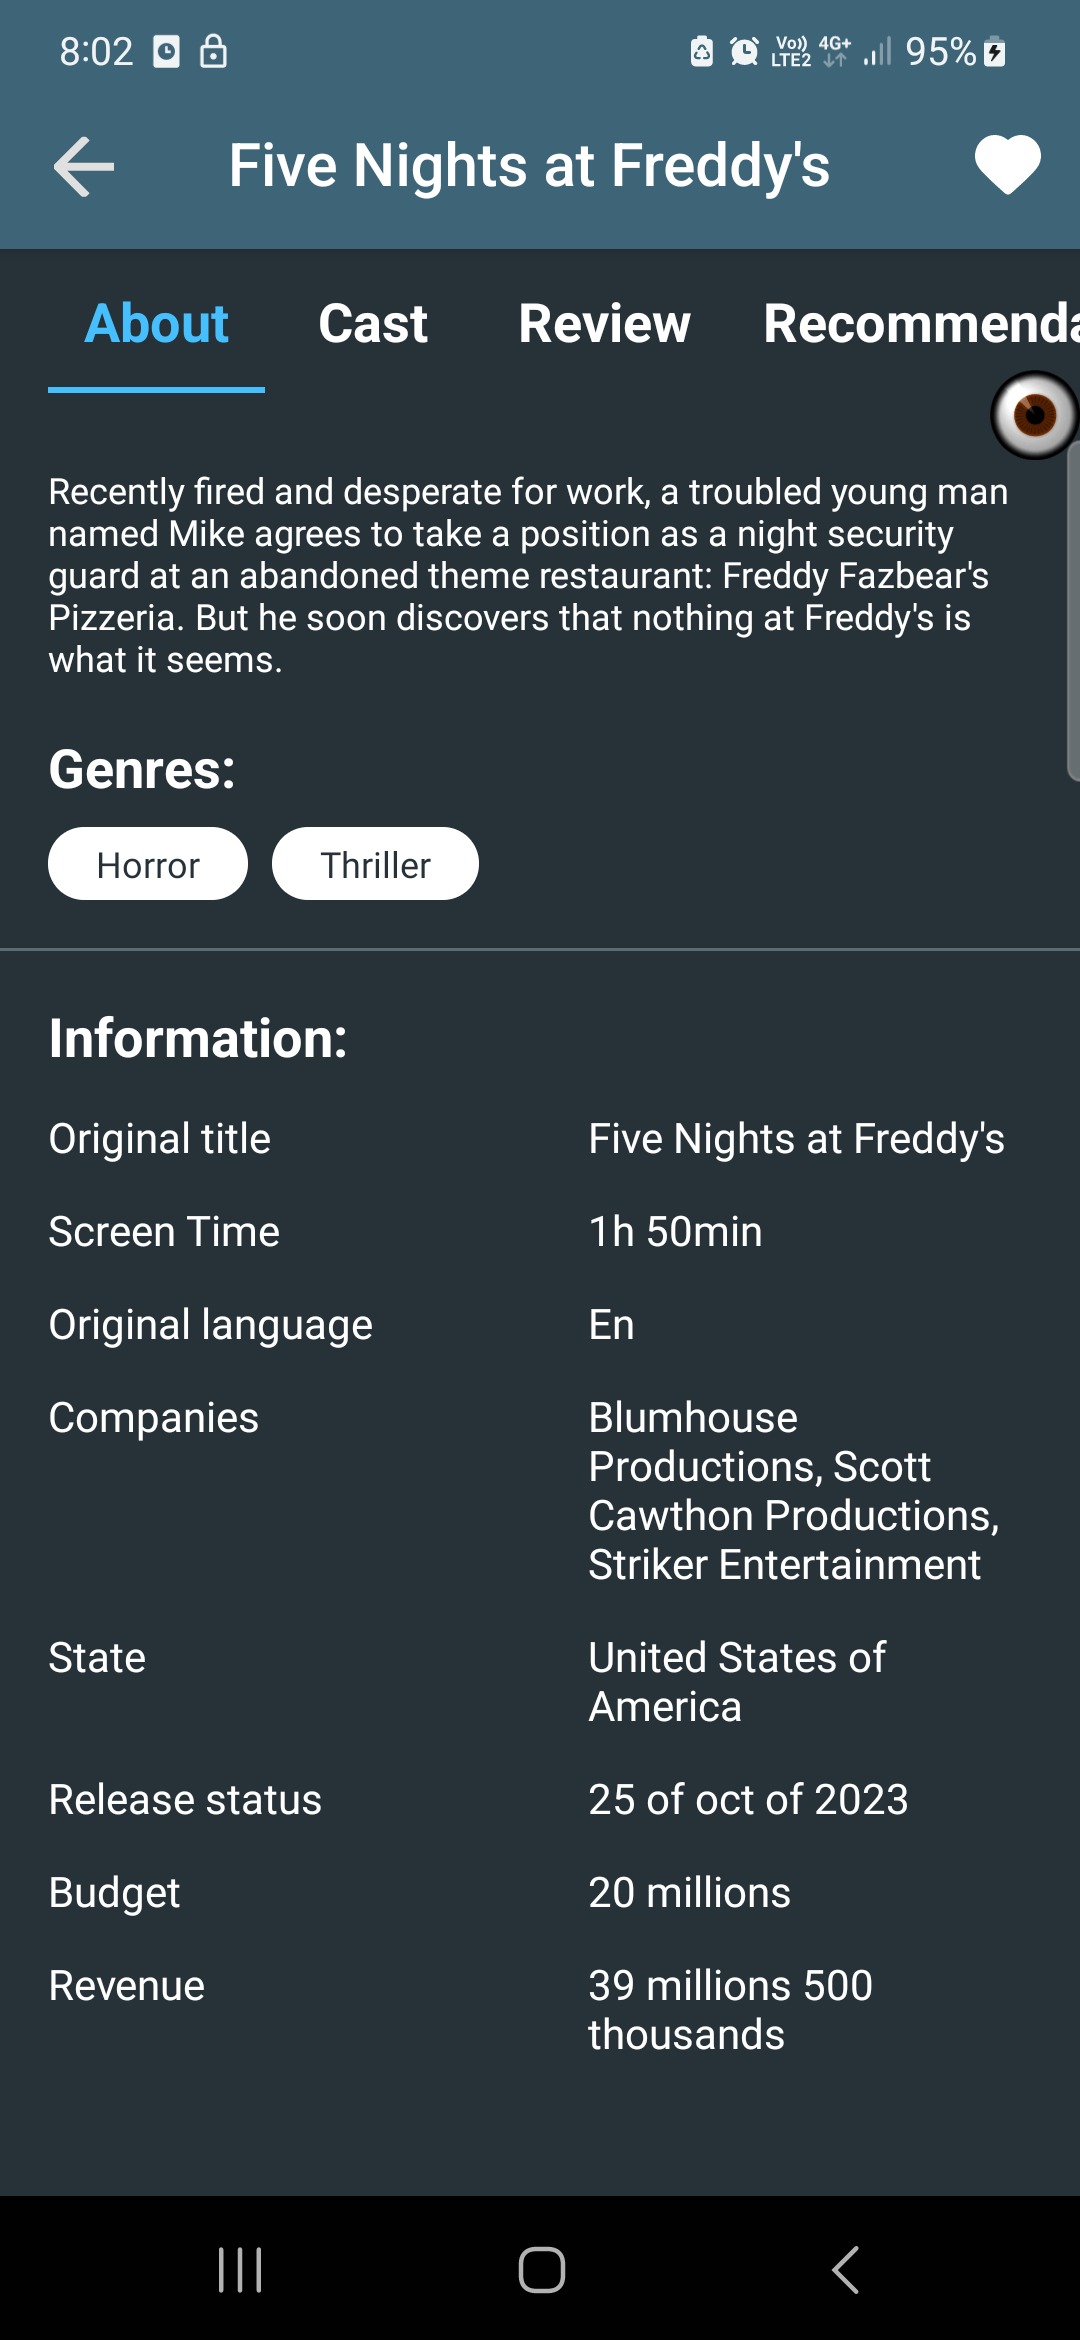 8:02
Vo)) LTE2 4G+ 95%
Five Nights at Freddy's
About Cast Review Recommenda
Recently fired and desperate for work, a troubled young man
named Mike agrees to take a position as a night security
guard at an abandoned theme restaurant: Freddy Fazbear's
Pizzeria. But he soon discovers that nothing at Freddy's is
what it seems.
Genres:
Horror Thriller
Information:
Original title Five Nights at Freddy's
Screen Time 1h 50min
Original language En
Companies Blumhouse
Productions, Scott
Cawthon Productions,
Striker Entertainment
State United States of
America
Release status 25 of oct of 2023
Budget 20 millions
Revenue 39 millions 500
thousands